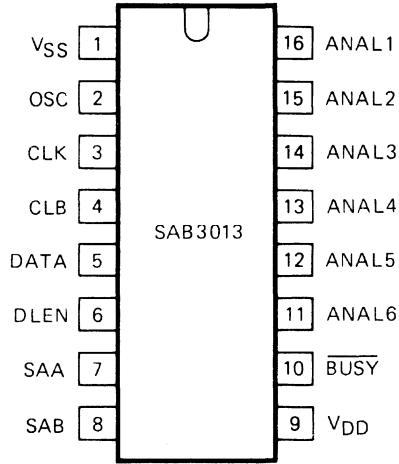 VSS 1 16 ANAL1
OSC 2 15 ANAL2
CLK 3 14 ANAL3
CLB 4 13 ANAL4
SAB3013
DATA 5 12 ANAL5
DLEN 6 11 ANAL6
SAA 7 10 BUSY
SAB 8 9 VDD